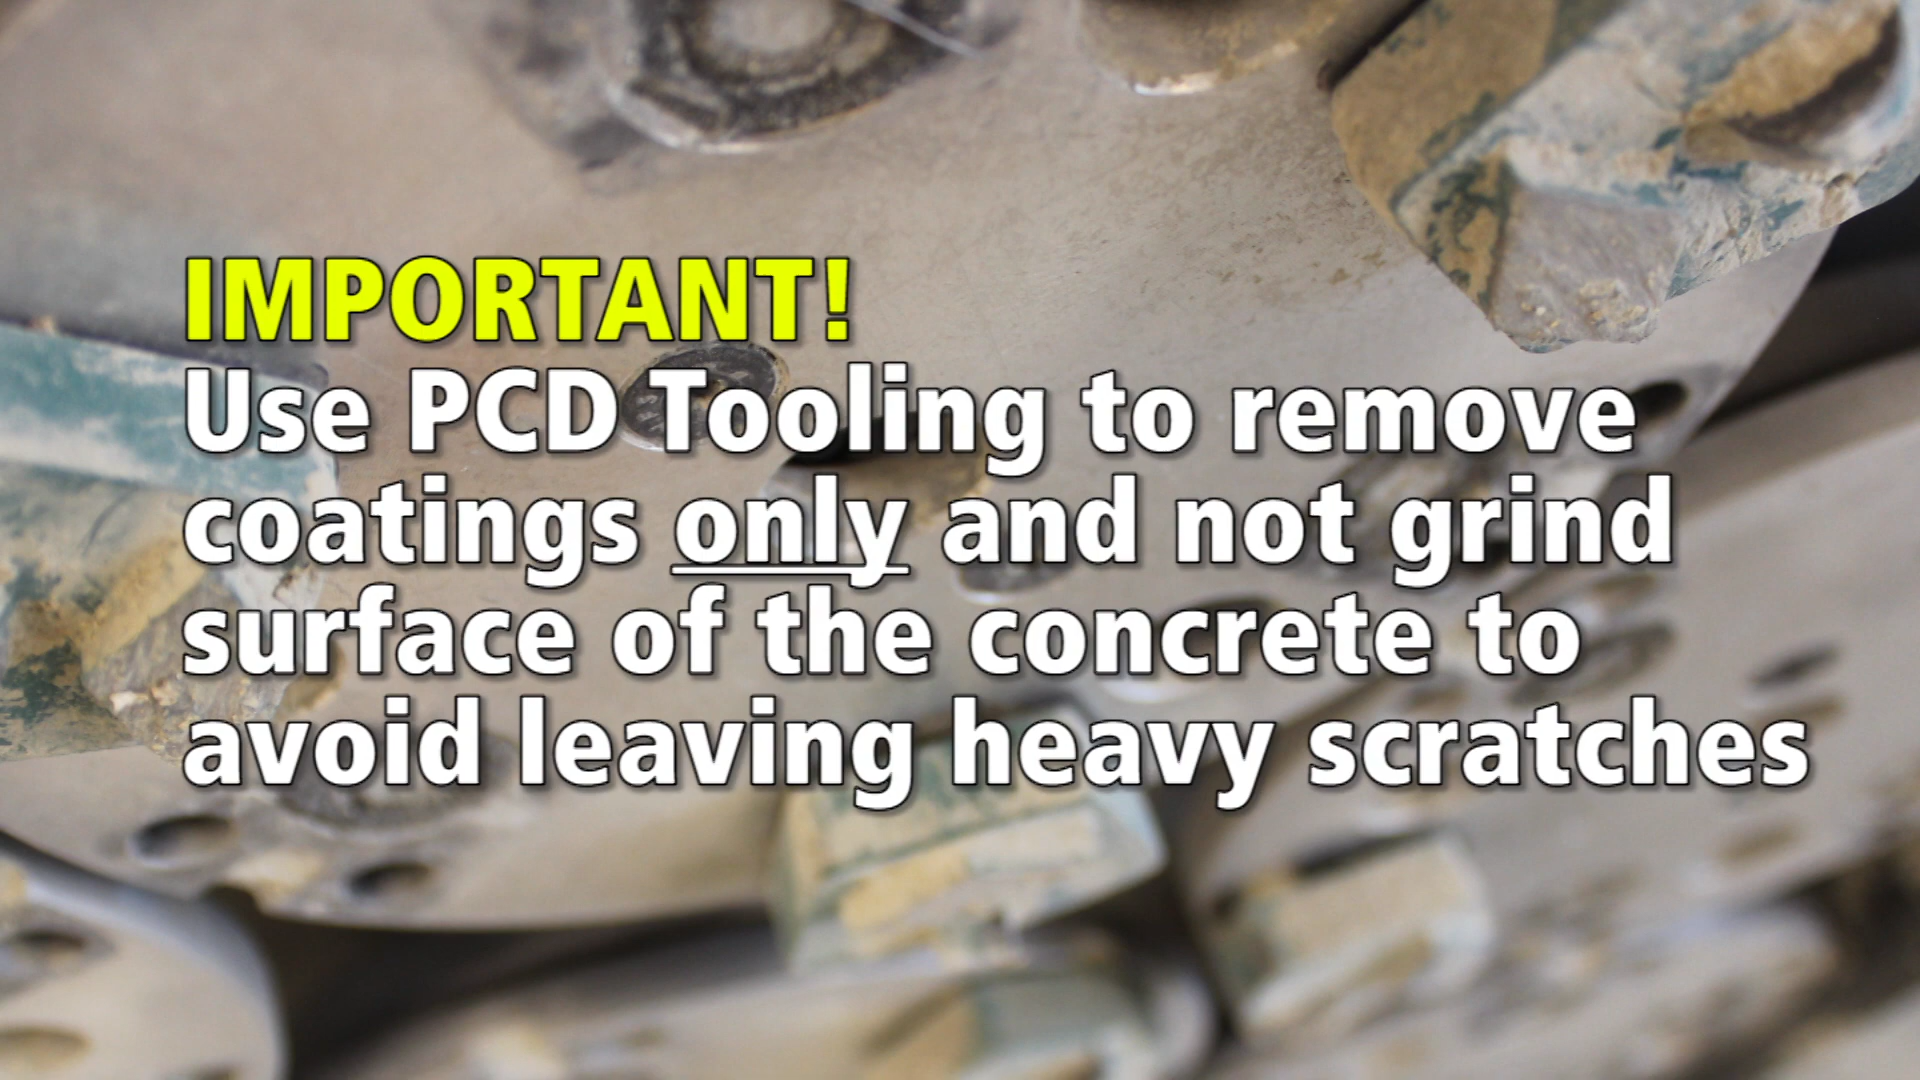 IMPORTANT!
Use PCD Tooling to remove
coatings only and not grind
surface of the concrete to
avoid leaving heavy scratches